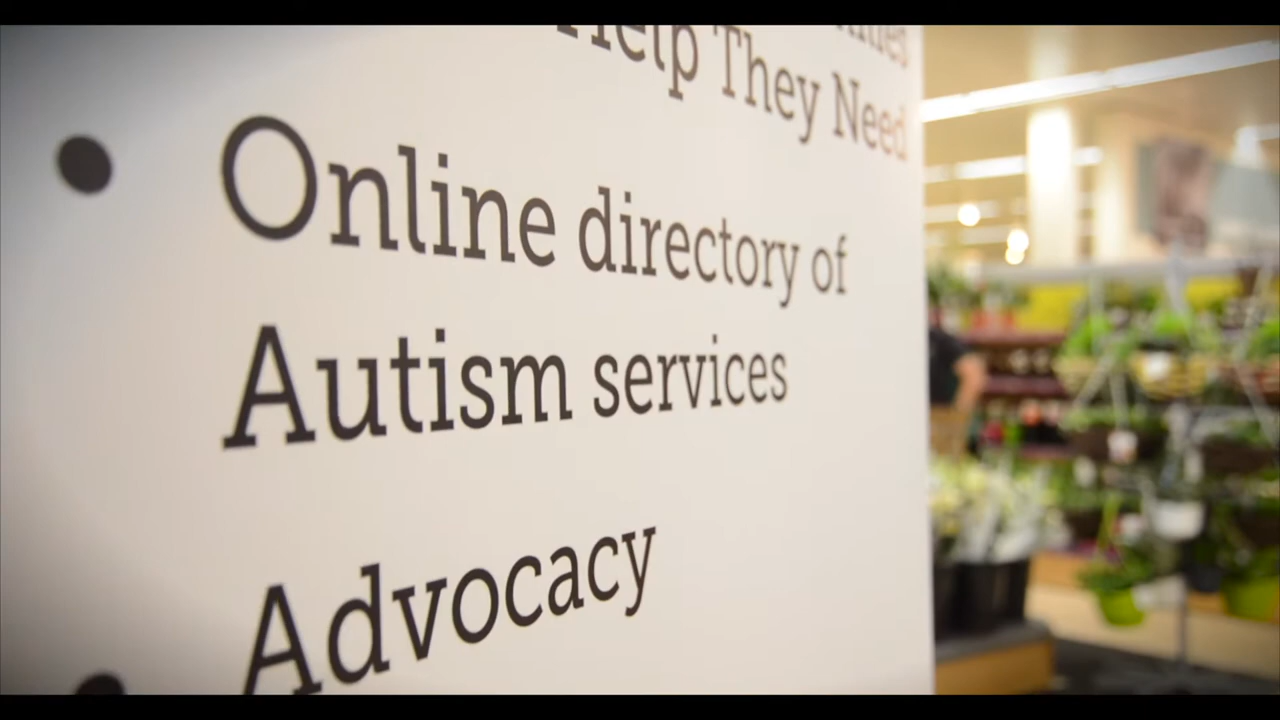 Help They Need
Online directory of
Autism services
Advocacy